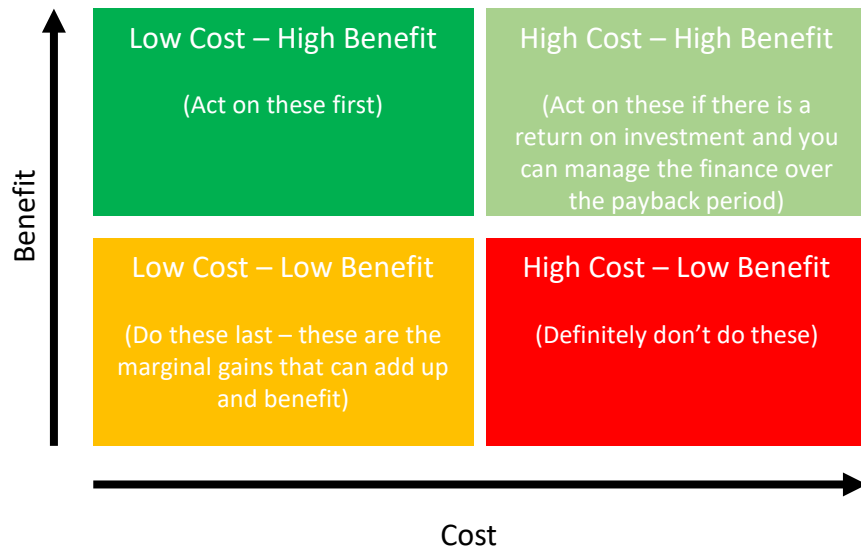 Low Cost – High Benefit
(Act on these first)
High Cost – High Benefit
(Act on these if there is a
return on investment and you
can manage the finance over
the payback period)
Benefit
Low Cost – Low Benefit
(Do these last – these are the
marginal gains that can add up
and benefit)
High Cost – Low Benefit
(Definitely don’t do these)
Cost